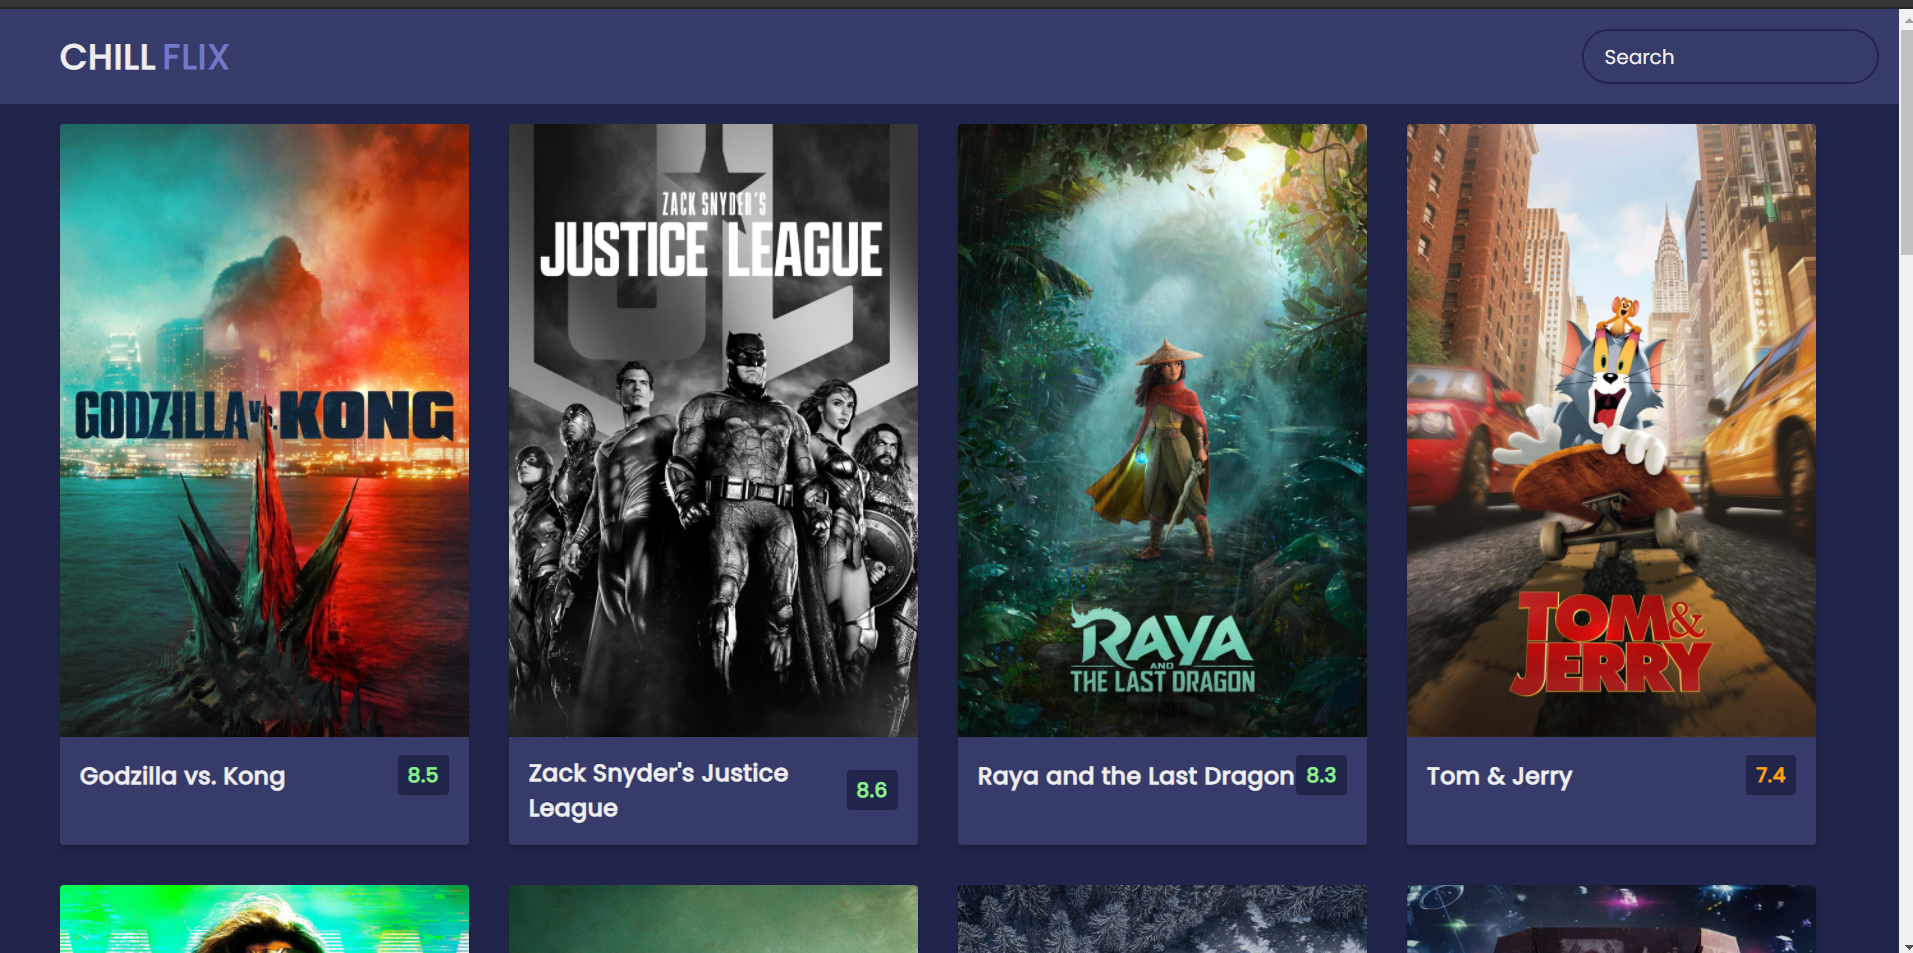 CHILL FLIX
Search
GODZILLA vs. KONG
ZACK SNYDER'S
JUSTICE LEAGUE
RAYA
AND
THE LAST DRAGON
BROADWAY
TOM &
JERRY
Godzilla vs. Kong 8.5
Zack Snyder's Justice
League 8.6
Raya and the Last Dragon 8.3
Tom & Jerry 7.4